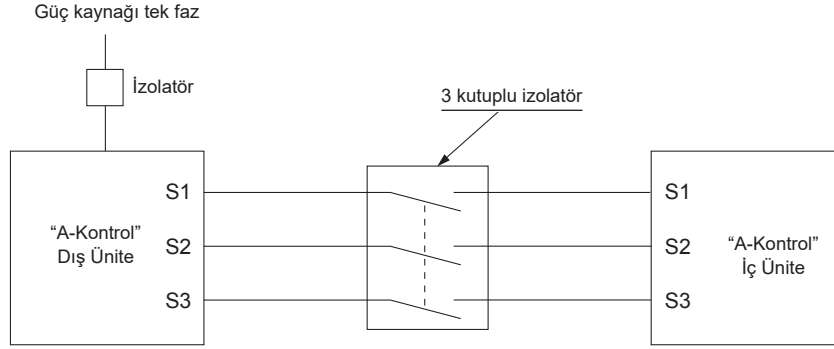 Güç kaynağı tek faz
İzolatör
3 kutuplu izolatör
S1
S2
S3
“A-Kontrol”
Dış Ünite
S1
S2
S3
“A-Kontrol”
İç Ünite